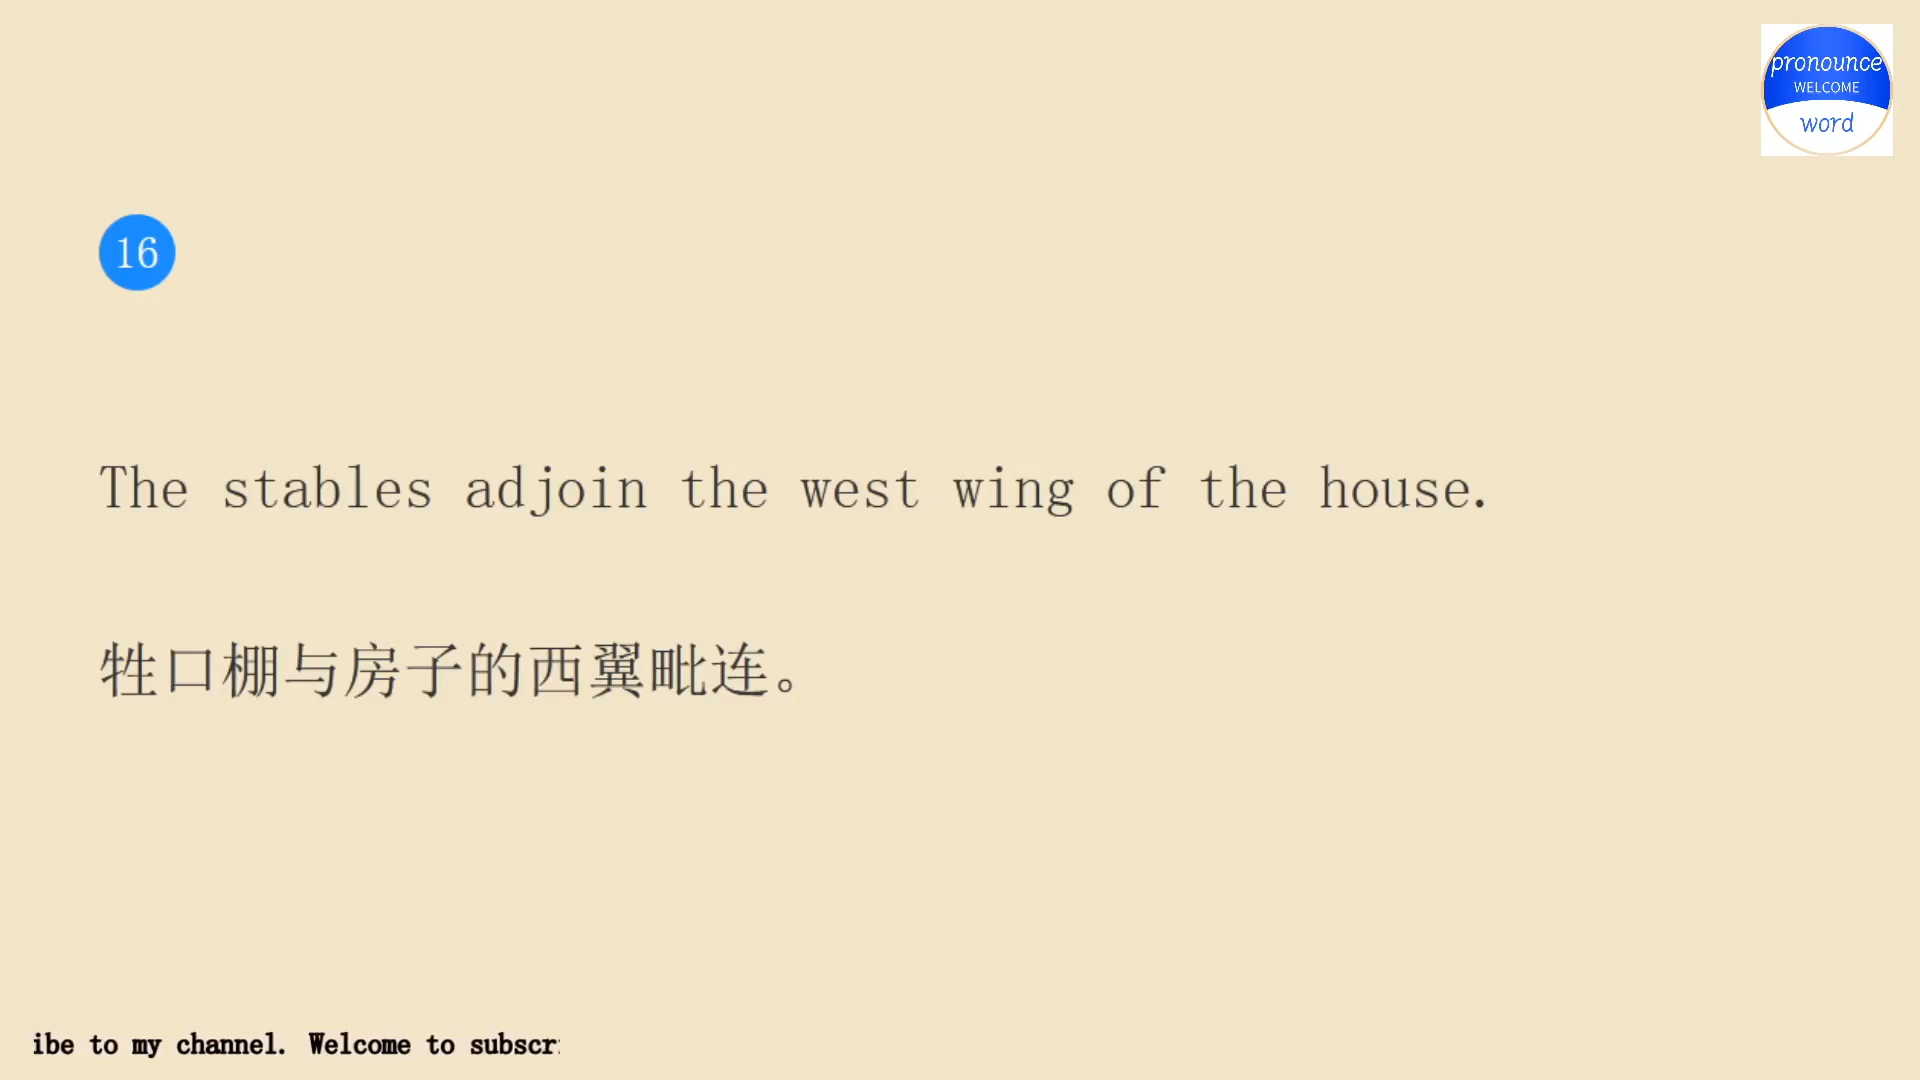 pronounce
WELCOME
word
16
The stables adjoin the west wing of the house.
牲口棚与房子的西翼毗连。
ibe to my channel. Welcome to subscr